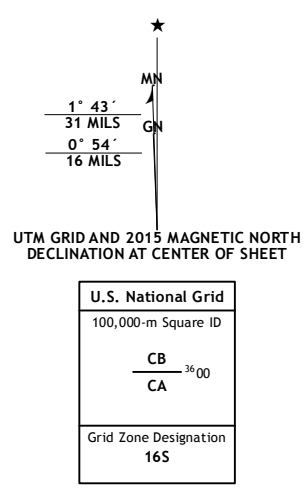 MN
1° 43´
31 MILS
GN
0° 54´
16 MILS
UTM GRID AND 2015 MAGNETIC NORTH
DECLINATION AT CENTER OF SHEET
U.S. National Grid
100,000-m Square ID
CB
3600
CA
Grid Zone Designation
16S